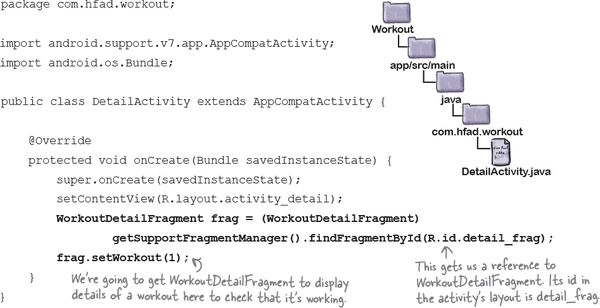 package com.hfad.workout;
import android.support.v7.app.AppCompatActivity;
import android.os.Bundle;
public class DetailActivity extends AppCompatActivity {
@Override
protected void onCreate(Bundle savedInstanceState) {
super.onCreate(savedInstanceState);
setContentView(R.layout.activity_detail);
WorkoutDetailFragment frag = (WorkoutDetailFragment)
getSupportFragmentManager().findFragmentById(R.id.detail_frag);
frag.setWorkout(1);
}
}
We're going to get WorkoutDetailFragment to display
details of a workout here to check that it's working.
This gets us a reference to
WorkoutDetailFragment. Its id in
the activity's layout is detail_frag.
Workout
app/src/main
java
com.hfad.workout
DetailActivity.java